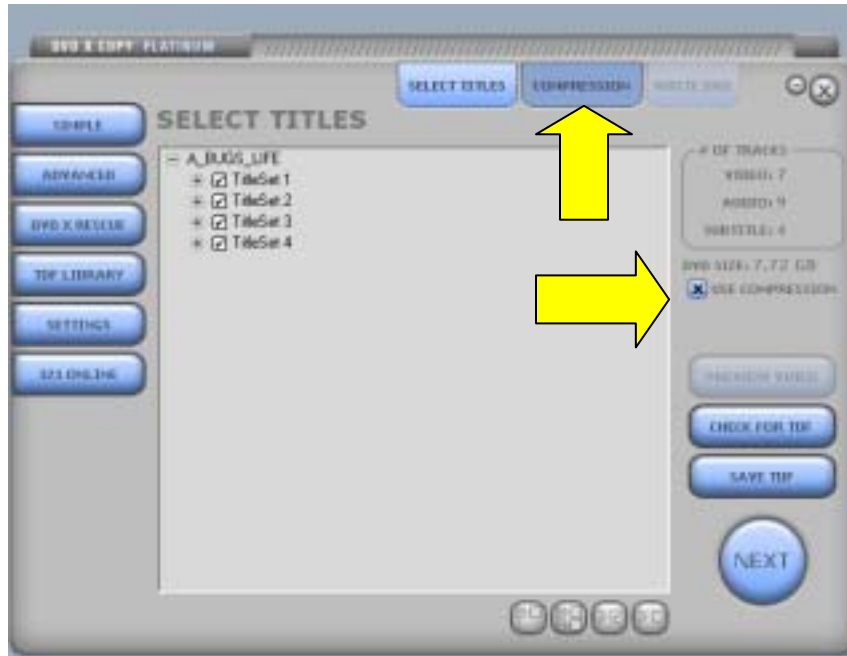 DVD X COPY PLATINUM
SELECT TITLES
COMPRESSION
WRITE DVD
SIMPLE
ADVANCED
DVD X RESCUE
TDF LIBRARY
SETTINGS
321 ONLINE
SELECT TITLES
A_BUGS_LIFE
TitleSet 1
TitleSet 2
TitleSet 3
TitleSet 4
# OF TRACKS
VIDEO: 7
AUDIO: 9
SUBTITLE: 4
DVD SIZE: 7.72 GB
USE COMPRESSION
PREVIEW VIDEO
CHECK FOR TDF
SAVE TDF
NEXT